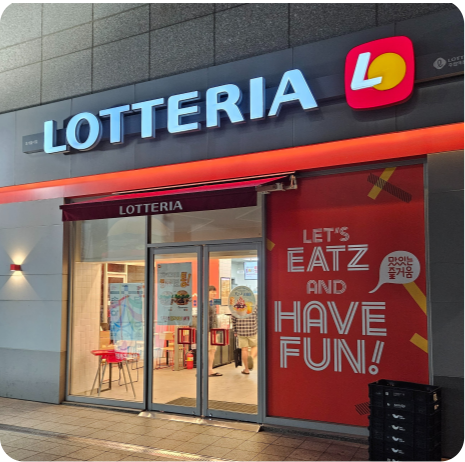 LOTTERIA
L
LOTTERIA
LET'S
EATZ
AND
HAVE
FUN!
맛있는
즐거움